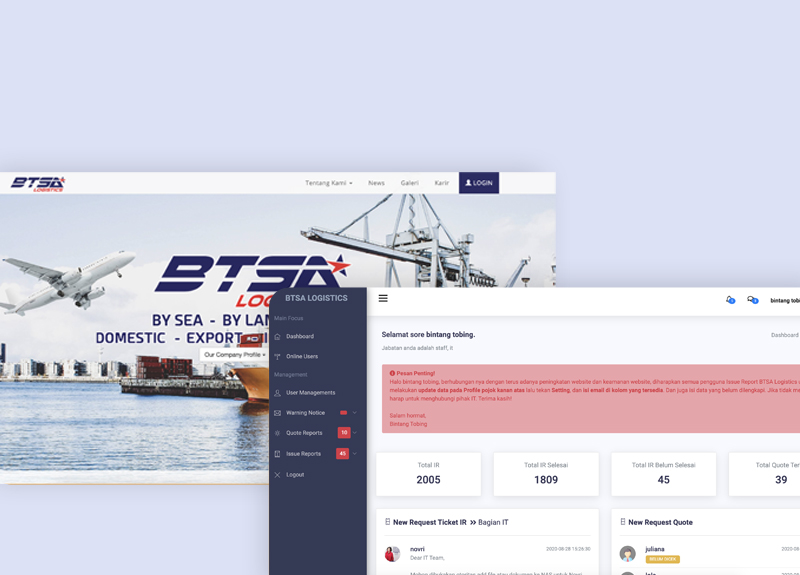 BTSA
LOGISTICS
Tentang Kami
News
Galeri
Karir
LOGIN
BTSA
BY SEA - BY LAN
DOMESTIC - EXPORT
Our Company Profile »
BTSA LOGISTICS
Main Focus
Dashboard
Online Users
Management
User Managements
Warning Notice
Quote Reports 10
Issue Reports 45
Logout
bintang tobi
Selamat sore bintang tobing.
Dashboard
Jabatan anda adalah staff, it
Pesan Penting!
Halo bintang tobing, berhubungan nya dengan terus adanya peningkatan website dan keamanan website, diharapkan semua pengguna Issue Report BTSA Logistics
melakukan update data pada Profile pojok kanan atas lalu tekan Setting, dan isi email di kolom yang tersedia. Dan juga isi data yang belum dilengkapi. Jika tidak me
harap untuk menghubungi pihak IT. Terima kasih!
Salam hormat,
Bintang Tobing
Total IR
2005
Total IR Selesai
1809
Total IR Belum Selesai
45
Total Quote Ter
39
New Request Ticket IR » Bagian IT
New Request Quote
novri
2020-08-28 15:26:50
Dear IT Team,
juliana
2020-08